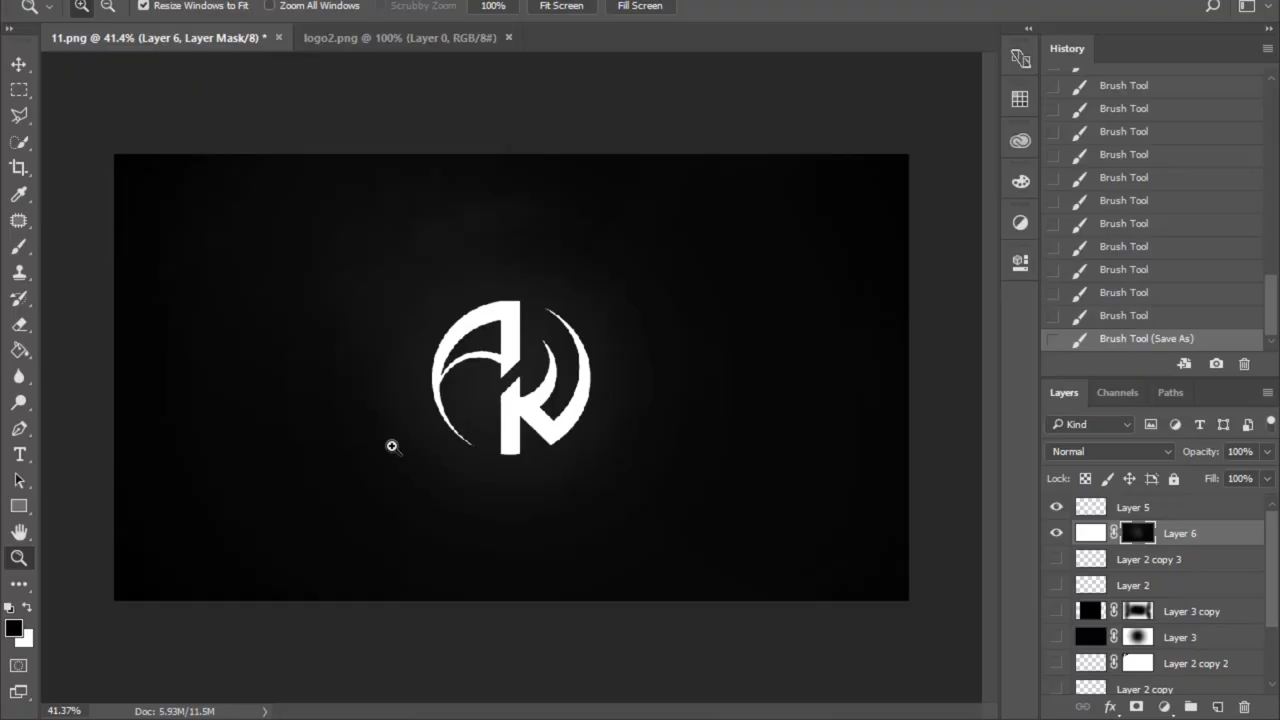 Resize Windows to Fit Zoom All Windows Scrubby Zoom 100% Fit Screen Fill Screen
11.png @ 41.4% (Layer 6, Layer Mask/8) * × logo2.png @ 100% (Layer 0, RGB/8#) ×
History
Brush Tool
Brush Tool
Brush Tool
Brush Tool
Brush Tool
Brush Tool
Brush Tool
Brush Tool
Brush Tool
Brush Tool
Brush Tool
Brush Tool (Save As)
Layers Channels Paths
Kind
Normal Opacity: 100%
Lock: Fill: 100%
Layer 5
Layer 6
Layer 2 copy 3
Layer 2
Layer 3 copy
Layer 3
Layer 2 copy 2
Layer 2 copy
AK
41.37% Doc: 5.93M/11.5M